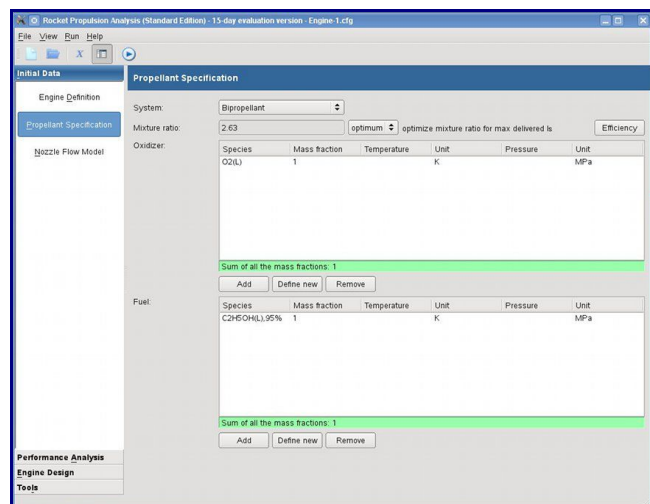 Rocket Propulsion Analysis (Standard Edition) - 15-day evaluation version - Engine-1.cfg
File View Run Help
Initial Data
Engine Definition
Propellant Specification
Nozzle Flow Model
Performance Analysis
Engine Design
Tools
Propellant Specification
System: Bipropellant
Mixture ratio: 2.63 optimum optimize mixture ratio for max delivered Is Efficiency
Oxidizer:
Species Mass fraction Temperature Unit Pressure Unit
O2(L) 1 K MPa
Sum of all the mass fractions: 1
Add Define new Remove
Fuel:
Species Mass fraction Temperature Unit Pressure Unit
C2H5OH(L),95% 1 K MPa
Sum of all the mass fractions: 1
Add Define new Remove